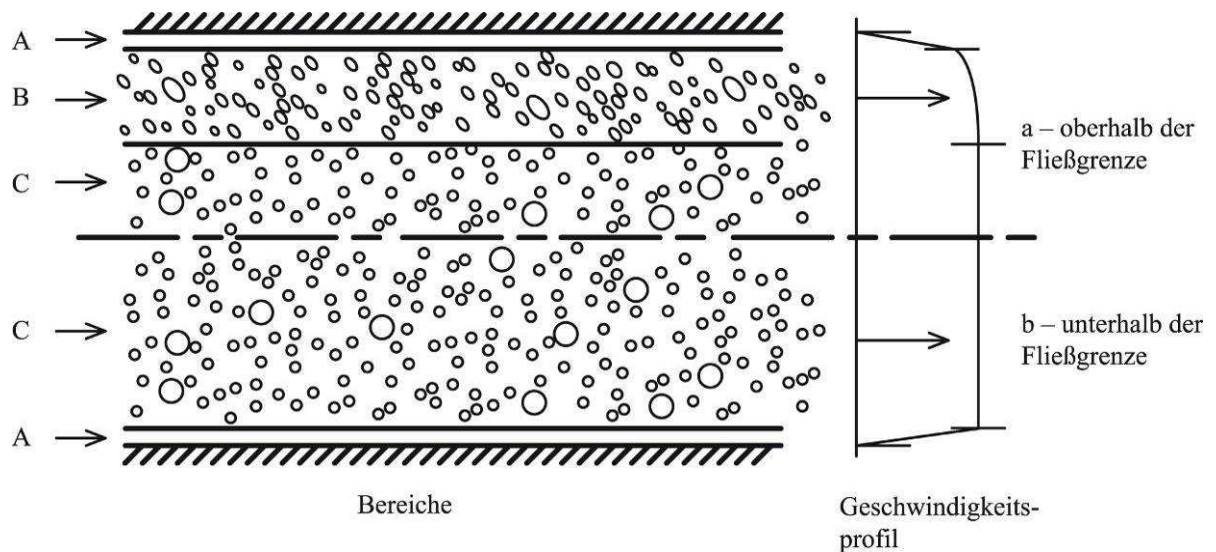 A
B
C
C
A
a – oberhalb der
Fließgrenze
b – unterhalb der
Fließgrenze
Bereiche
Geschwindigkeits-
profil